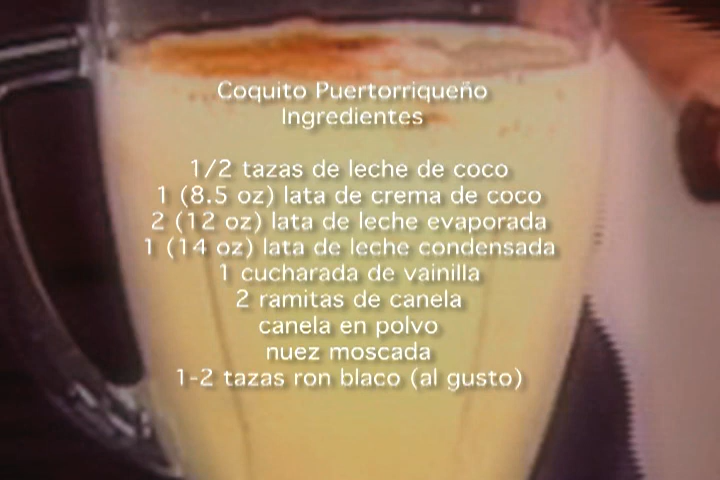 Coquito Puertorriqueño
Ingredientes
1/2 tazas de leche de coco
1 (8.5 oz) lata de crema de coco
2 (12 oz) lata de leche evaporada
1 (14 oz) lata de leche condensada
1 cucharada de vainilla
2 ramitas de canela
canela en polvo
nuez moscada
1-2 tazas ron blaco (al gusto)